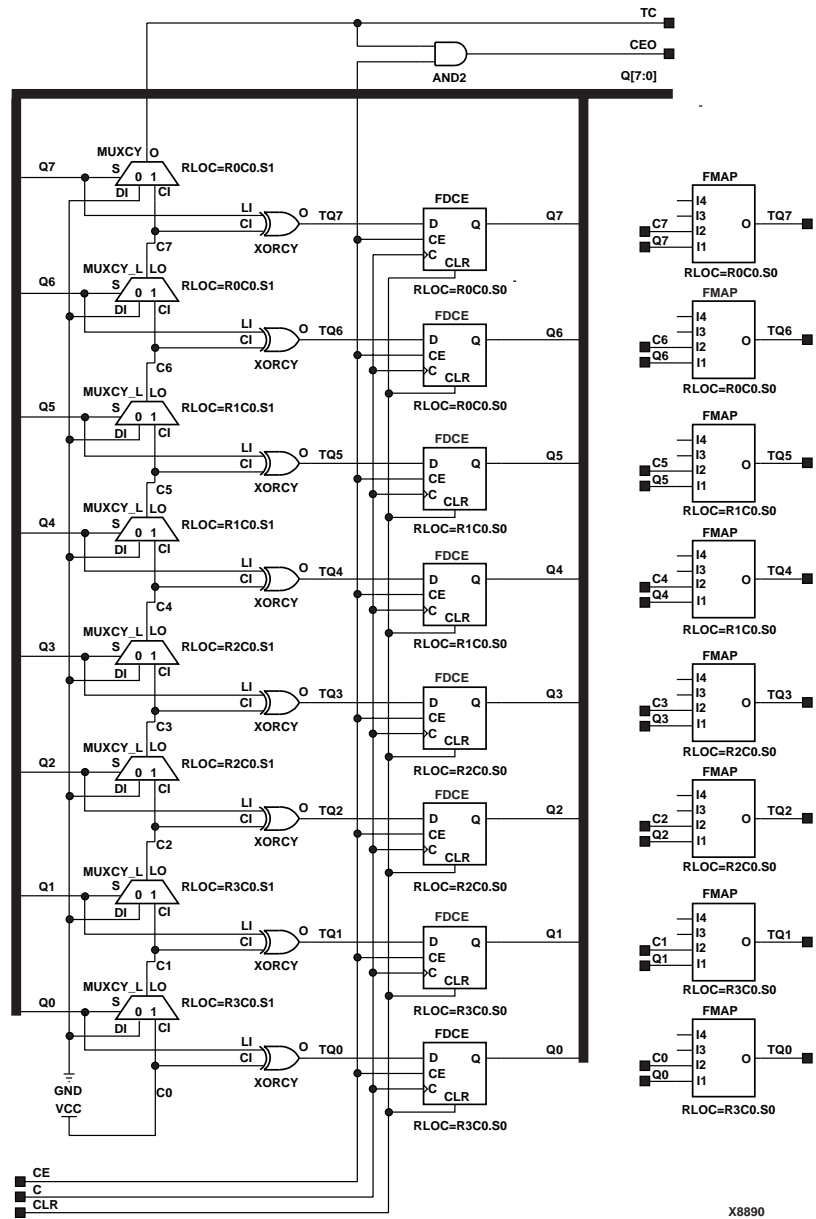 TC
CEO
AND2
Q[7:0]
MUXCY O
Q7 S 0 1 RLOC=R0C0.S1
DI CI
LI
CI O TQ7
XORCY
C7
FDCE
D Q Q7
CE
C
CLR
RLOC=R0C0.S0
FMAP
I4
I3
C7 I2 O TQ7
Q7 I1
RLOC=R0C0.S0
MUXCY_L LO
Q6 S 0 1 RLOC=R0C0.S1
DI CI
LI
CI O TQ6
XORCY
C6
FDCE
D Q Q6
CE
C
CLR
RLOC=R0C0.S0
FMAP
I4
I3
C6 I2 O TQ6
Q6 I1
RLOC=R0C0.S0
MUXCY_L LO
Q5 S 0 1 RLOC=R1C0.S1
DI CI
LI
CI O TQ5
XORCY
C5
FDCE
D Q Q5
CE
C
CLR
RLOC=R1C0.S0
FMAP
I4
I3
C5 I2 O TQ5
Q5 I1
RLOC=R1C0.S0
MUXCY_L LO
Q4 S 0 1 RLOC=R1C0.S1
DI CI
LI
CI O TQ4
XORCY
C4
FDCE
D Q Q4
CE
C
CLR
RLOC=R1C0.S0
FMAP
I4
I3
C4 I2 O TQ4
Q4 I1
RLOC=R1C0.S0
MUXCY_L LO
Q3 S 0 1 RLOC=R2C0.S1
DI CI
LI
CI O TQ3
XORCY
C3
FDCE
D Q Q3
CE
C
CLR
RLOC=R2C0.S0
FMAP
I4
I3
C3 I2 O TQ3
Q3 I1
RLOC=R2C0.S0
MUXCY_L LO
Q2 S 0 1 RLOC=R2C0.S1
DI CI
LI
CI O TQ2
XORCY
C2
FDCE
D Q Q2
CE
C
CLR
RLOC=R2C0.S0
FMAP
I4
I3
C2 I2 O TQ2
Q2 I1
RLOC=R2C0.S0
MUXCY_L LO
Q1 S 0 1 RLOC=R3C0.S1
DI CI
LI
CI O TQ1
XORCY
C1
FDCE
D Q Q1
CE
C
CLR
RLOC=R3C0.S0
FMAP
I4
I3
C1 I2 O TQ1
Q1 I1
RLOC=R3C0.S0
MUXCY_L LO
Q0 S 0 1 RLOC=R3C0.S1
DI CI
LI
CI O TQ0
XORCY
C0
FDCE
D Q Q0
CE
C
CLR
RLOC=R3C0.S0
FMAP
I4
I3
C0 I2 O TQ0
Q0 I1
RLOC=R3C0.S0
GND
VCC
CE
C
CLR
X8890